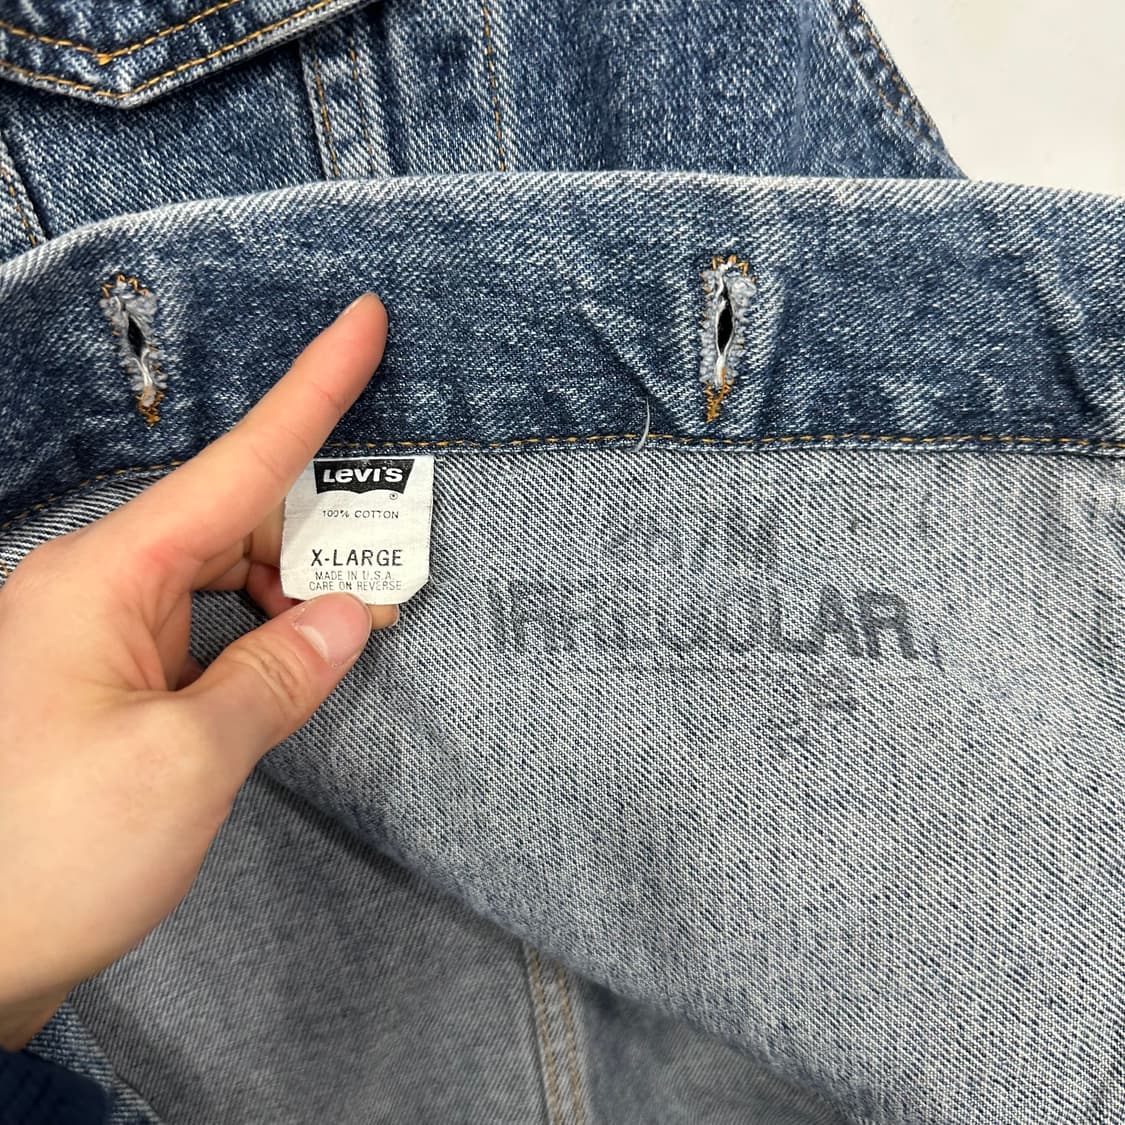 Levi's
®
100% COTTON
X-LARGE
MADE IN U.S.A.
CARE ON REVERSE